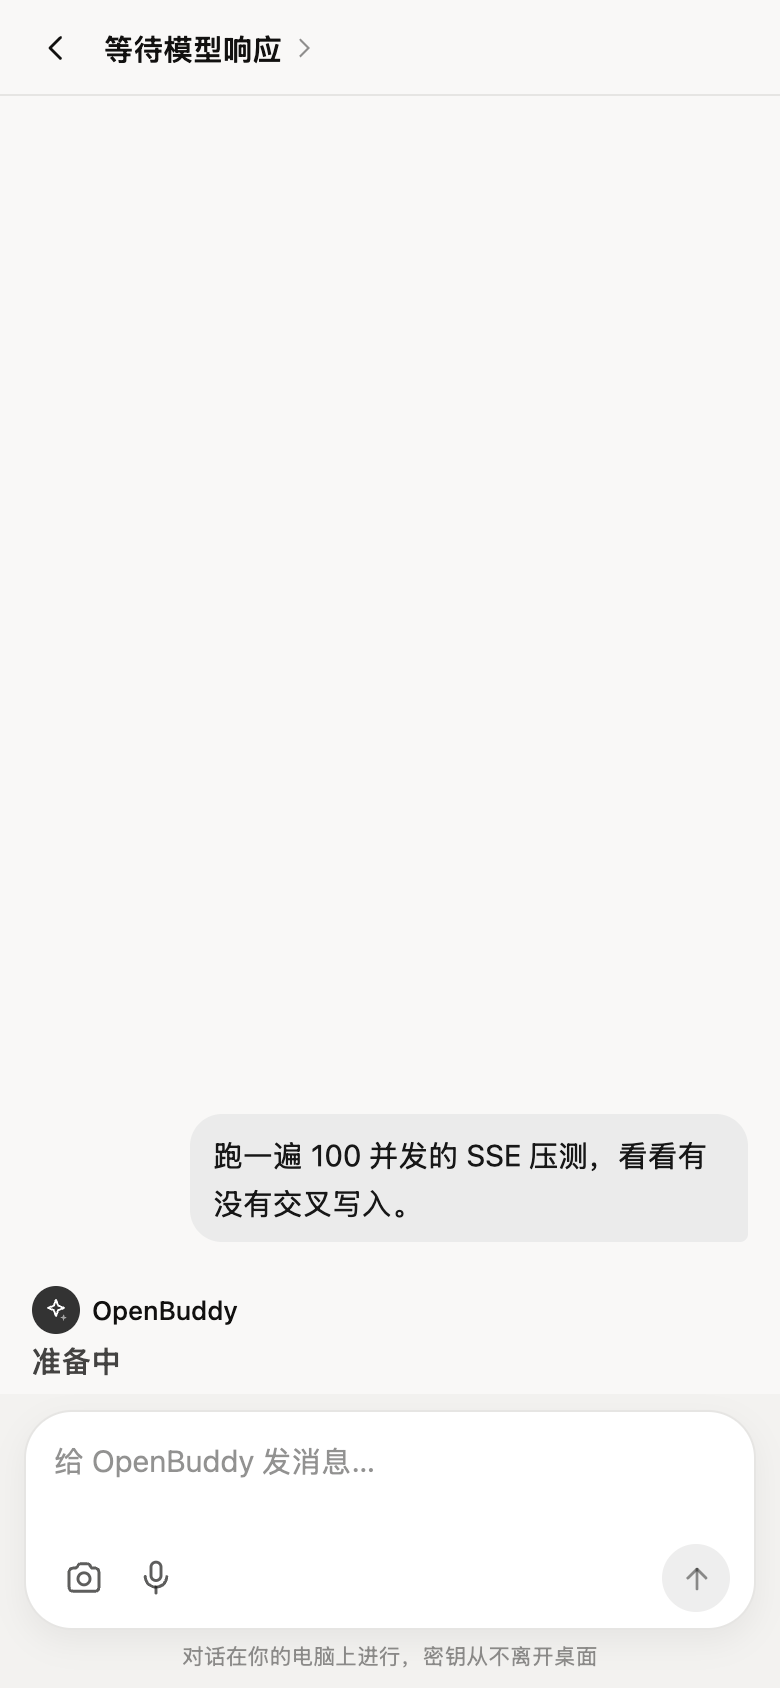 等待模型响应
跑一遍 100 并发的 SSE 压测，看看有
没有交叉写入。
OpenBuddy
准备中
给 OpenBuddy 发消息...
对话在你的电脑上进行，密钥从不离开桌面